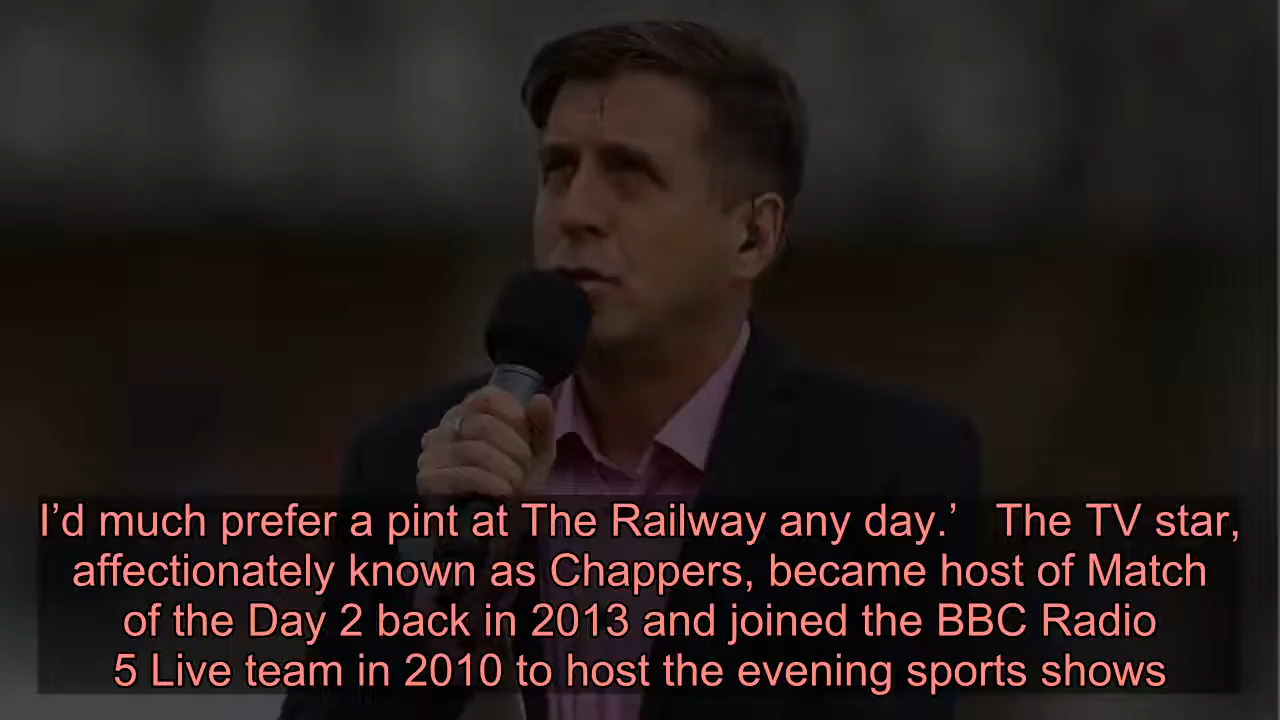 I’d much prefer a pint at The Railway any day.’   The TV star,
affectionately known as Chappers, became host of Match
of the Day 2 back in 2013 and joined the BBC Radio
5 Live team in 2010 to host the evening sports shows